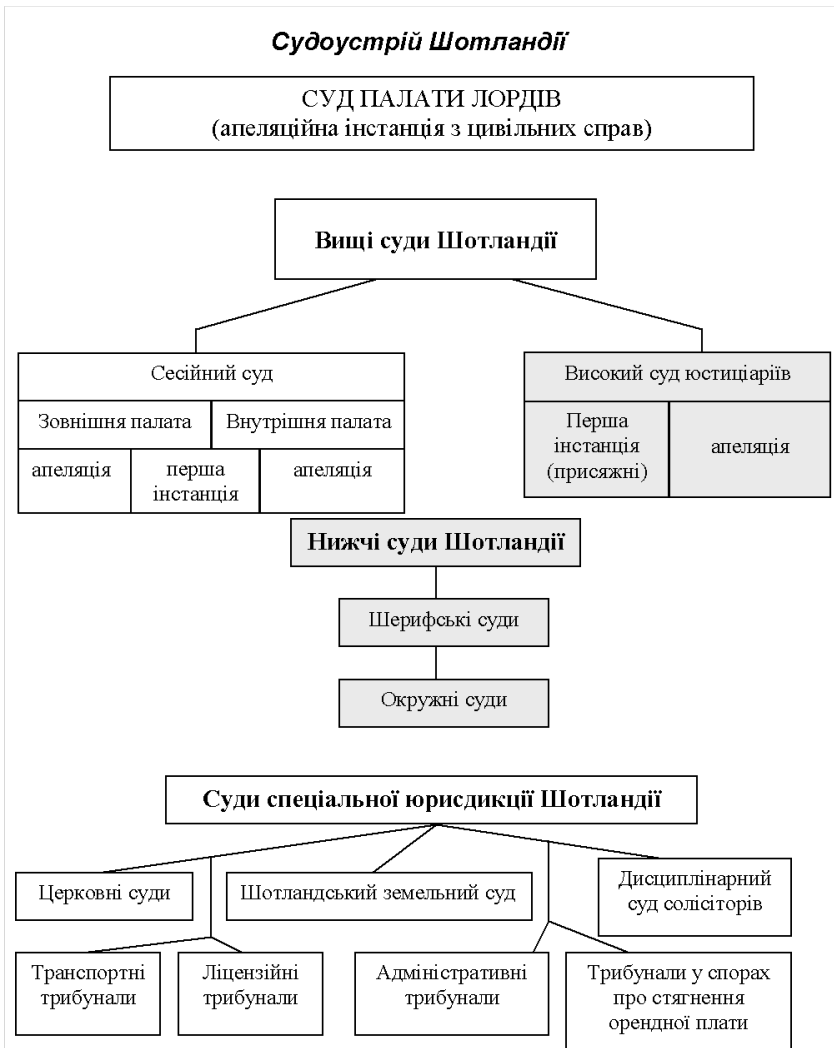 Судоустрій Шотландії
СУД ПАЛАТИ ЛОРДІВ
(апеляційна інстанція з цивільних справ)
Вищі суди Шотландії
Сесійний суд
Зовнішня палата
Внутрішня палата
апеляція
перша
інстанція
апеляція
Високий суд юстиціаріїв
Перша
інстанція
(присяжні)
апеляція
Нижчі суди Шотландії
Шерифські суди
Окружні суди
Суди спеціальної юрисдикції Шотландії
Церковні суди
Шотландський земельний суд
Дисциплінарний
суд солісіторів
Транспортні
трибунали
Ліцензійні
трибунали
Адміністративні
трибунали
Трибунали у спорах
про стягнення
орендної плати